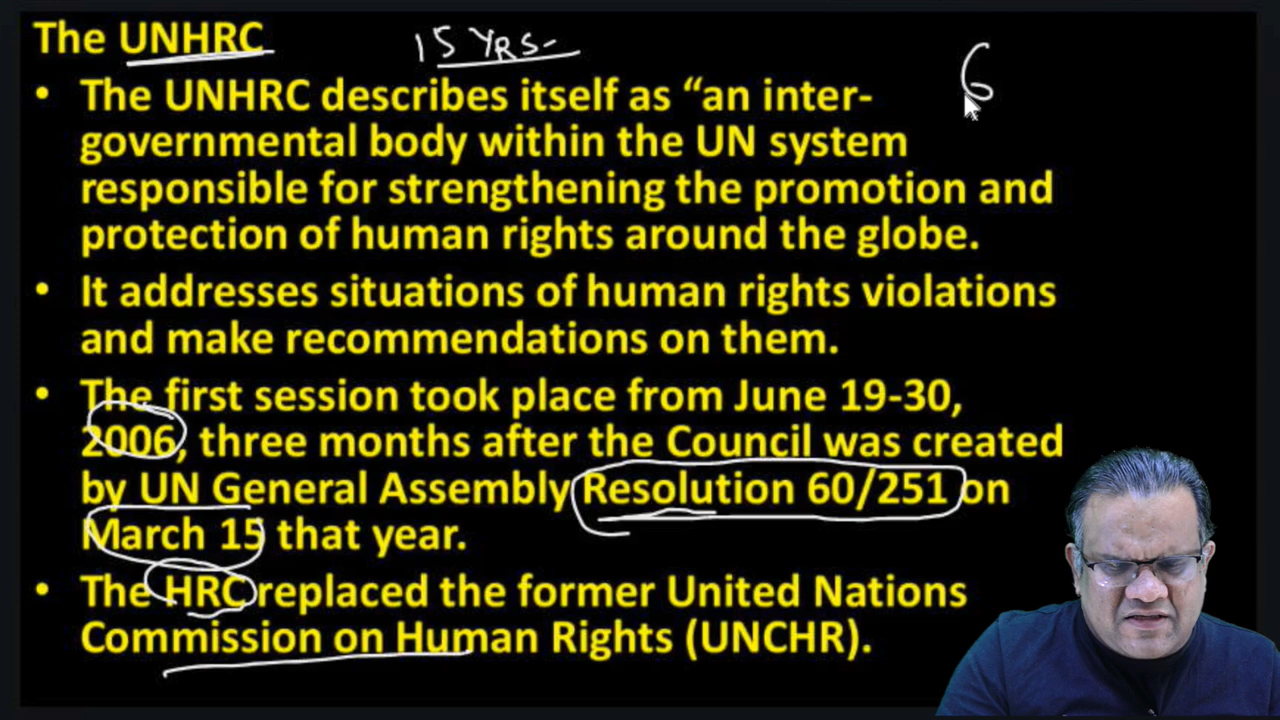 The UNHRC 15 YRS-
• The UNHRC describes itself as “an inter- 6
governmental body within the UN system
responsible for strengthening the promotion and
protection of human rights around the globe.
• It addresses situations of human rights violations
and make recommendations on them.
• The first session took place from June 19-30,
2006, three months after the Council was created
by UN General Assembly Resolution 60/251 on
March 15 that year.
• The HRC replaced the former United Nations
Commission on Human Rights (UNCHR).